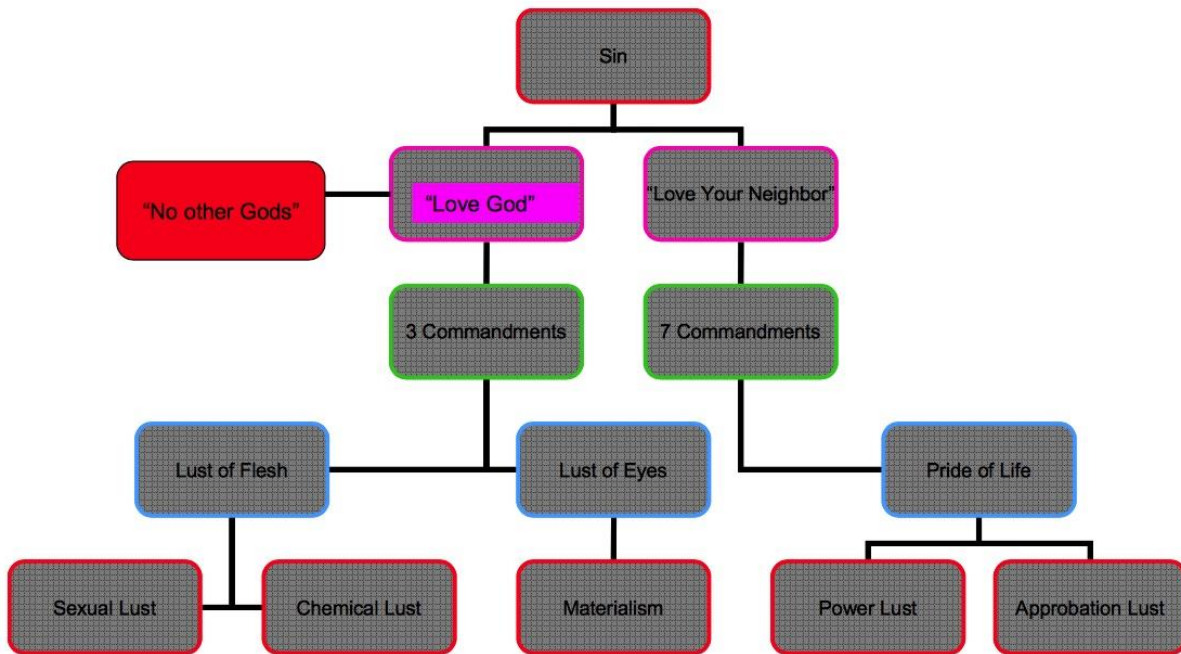 Sin
“No other Gods”
“Love God”
“Love Your Neighbor”
3 Commandments
7 Commandments
Lust of Flesh
Lust of Eyes
Pride of Life
Sexual Lust
Chemical Lust
Materialism
Power Lust
Approbation Lust